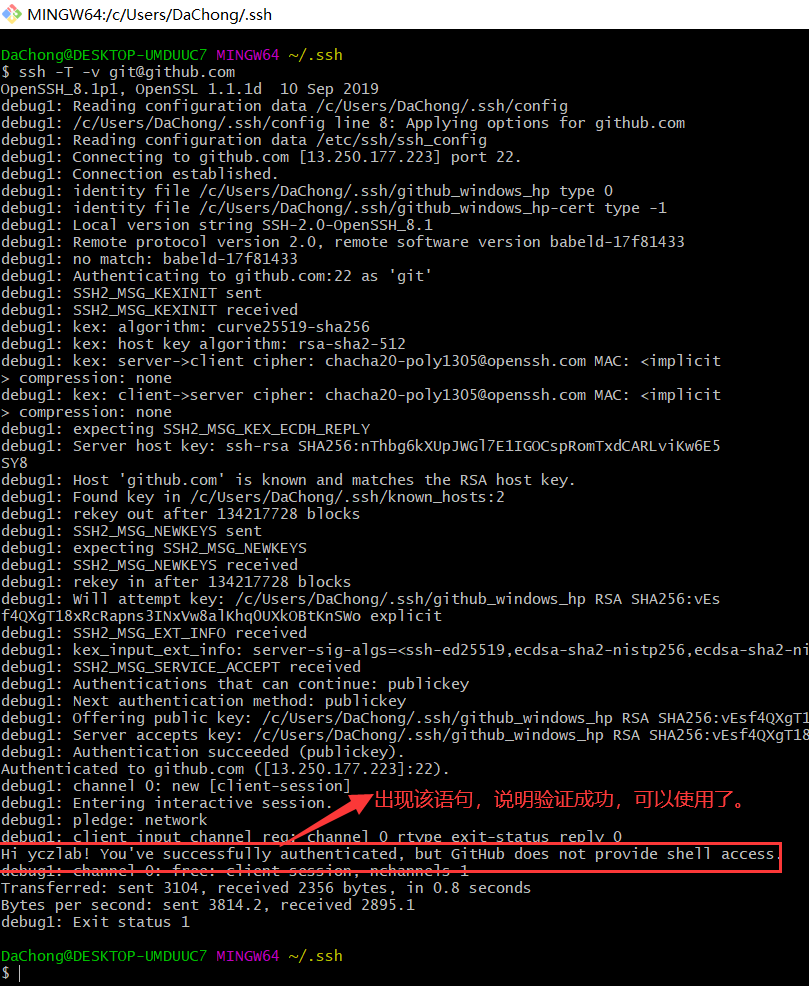 MINGW64:/c/Users/DaChong/.ssh
DaChong@DESKTOP-UMDUUC7 MINGW64 ~/.ssh
$ ssh -T -v git@github.com
OpenSSH_8.1p1, OpenSSL 1.1.1d  10 Sep 2019
debug1: Reading configuration data /c/Users/DaChong/.ssh/config
debug1: /c/Users/DaChong/.ssh/config line 8: Applying options for github.com
debug1: Reading configuration data /etc/ssh/ssh_config
debug1: Connecting to github.com [13.250.177.223] port 22.
debug1: Connection established.
debug1: identity file /c/Users/DaChong/.ssh/github_windows_hp type 0
debug1: identity file /c/Users/DaChong/.ssh/github_windows_hp-cert type -1
debug1: Local version string SSH-2.0-OpenSSH_8.1
debug1: Remote protocol version 2.0, remote software version babeld-17f81433
debug1: no match: babeld-17f81433
debug1: Authenticating to github.com:22 as 'git'
debug1: SSH2_MSG_KEXINIT sent
debug1: SSH2_MSG_KEXINIT received
debug1: kex: algorithm: curve25519-sha256
debug1: kex: host key algorithm: rsa-sha2-512
debug1: kex: server->client cipher: chacha20-poly1305@openssh.com MAC: <implicit
> compression: none
debug1: kex: client->server cipher: chacha20-poly1305@openssh.com MAC: <implicit
> compression: none
debug1: expecting SSH2_MSG_KEX_ECDH_REPLY
debug1: Server host key: ssh-rsa SHA256:nThbg6kXUpJWGl7E1IGOCspRomTxdCARLviKw6E5
SY8
debug1: Host 'github.com' is known and matches the RSA host key.
debug1: Found key in /c/Users/DaChong/.ssh/known_hosts:2
debug1: rekey out after 134217728 blocks
debug1: SSH2_MSG_NEWKEYS sent
debug1: expecting SSH2_MSG_NEWKEYS
debug1: SSH2_MSG_NEWKEYS received
debug1: rekey in after 134217728 blocks
debug1: Will attempt key: /c/Users/DaChong/.ssh/github_windows_hp RSA SHA256:vEs
f4QXgT18xRcRapns3INxVw8alKhqOUXkOBtKnSWo explicit
debug1: SSH2_MSG_EXT_INFO received
debug1: kex_input_ext_info: server-sig-algs=<ssh-ed25519,ecdsa-sha2-nistp256,ecdsa-sha2-ni
debug1: SSH2_MSG_SERVICE_ACCEPT received
debug1: Authentications that can continue: publickey
debug1: Next authentication method: publickey
debug1: Offering public key: /c/Users/DaChong/.ssh/github_windows_hp RSA SHA256:vEsf4QXgT1
debug1: Server accepts key: /c/Users/DaChong/.ssh/github_windows_hp RSA SHA256:vEsf4QXgT18
debug1: Authentication succeeded (publickey).
Authenticated to github.com ([13.250.177.223]:22).
debug1: channel 0: new [client-session]
出现该语句，说明验证成功，可以使用了。
debug1: Entering interactive session.
debug1: pledge: network
debug1: client_input_channel_req: channel 0 rtype exit-status reply 0
Hi yczlab! You've successfully authenticated, but GitHub does not provide shell access.
debug1: channel 0: free: client-session, nchannels 1
Transferred: sent 3104, received 2356 bytes, in 0.8 seconds
Bytes per second: sent 3814.2, received 2895.1
debug1: Exit status 1
DaChong@DESKTOP-UMDUUC7 MINGW64 ~/.ssh
$